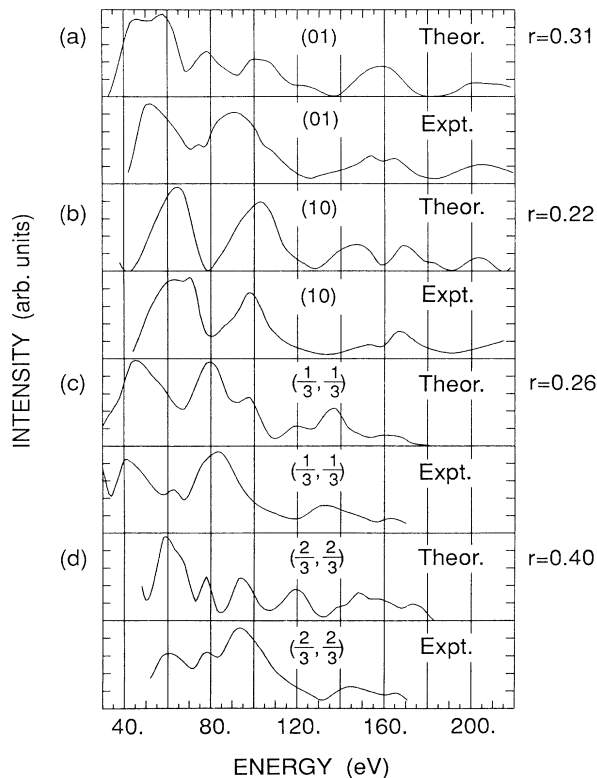 (a) (01) Theor. r=0.31
(01) Expt.
(b) (10) Theor. r=0.22
(10) Expt.
(c) (1/3, 1/3) Theor. r=0.26
(1/3, 1/3) Expt.
(d) (2/3, 2/3) Theor. r=0.40
(2/3, 2/3) Expt.
INTENSITY (arb. units)
40. 80. 120. 160. 200.
ENERGY (eV)